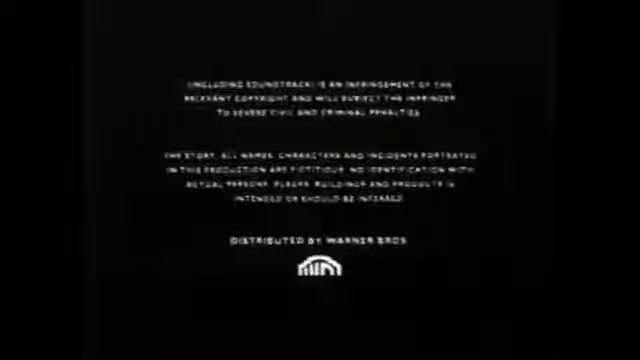 (INCLUDING SOUNDTRACK) IS AN INFRINGEMENT OF THE
RELEVANT COPYRIGHT AND WILL SUBJECT THE INFRINGER
TO SEVERE CIVIL AND CRIMINAL PENALTIES
THE STORY, ALL NAMES, CHARACTERS AND INCIDENTS PORTRAYED
IN THIS PRODUCTION ARE FICTITIOUS. NO IDENTIFICATION WITH
ACTUAL PERSONS, PLACES, BUILDINGS AND PRODUCTS IS
INTENDED OR SHOULD BE INFERRED
DISTRIBUTED BY WARNER BROS